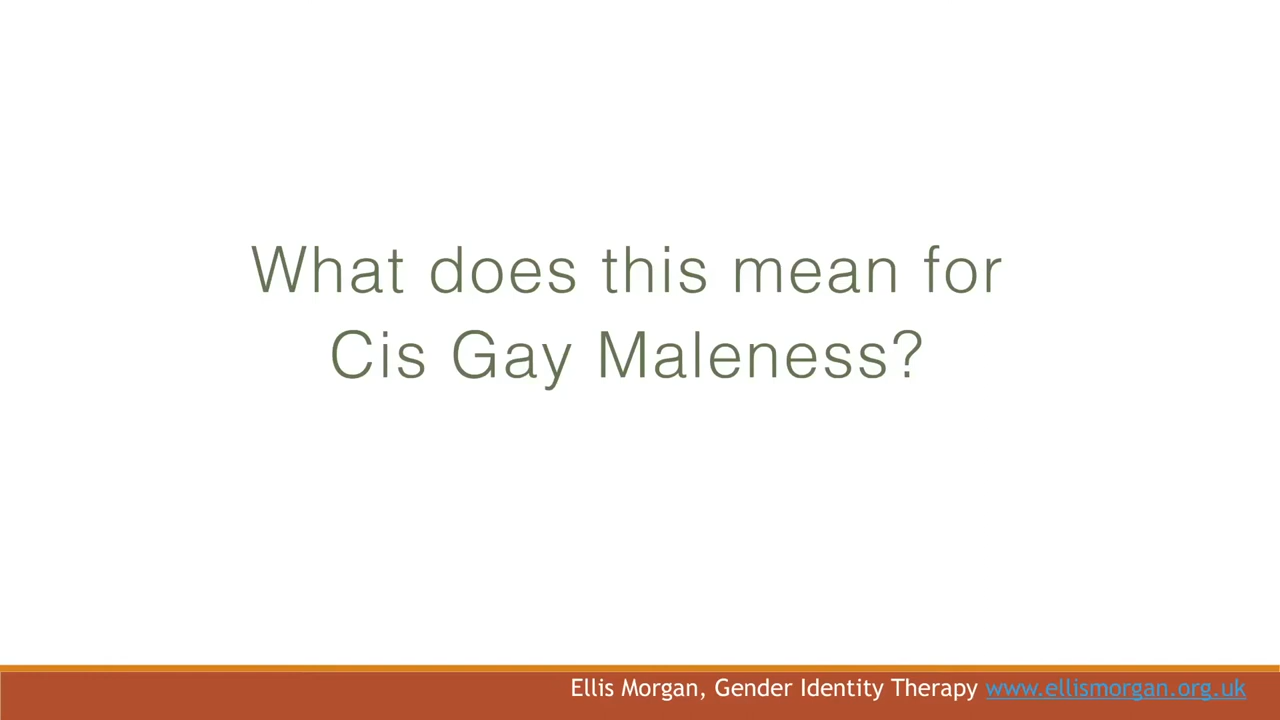 What does this mean for
Cis Gay Maleness?
Ellis Morgan, Gender Identity Therapy www.ellismorgan.org.uk